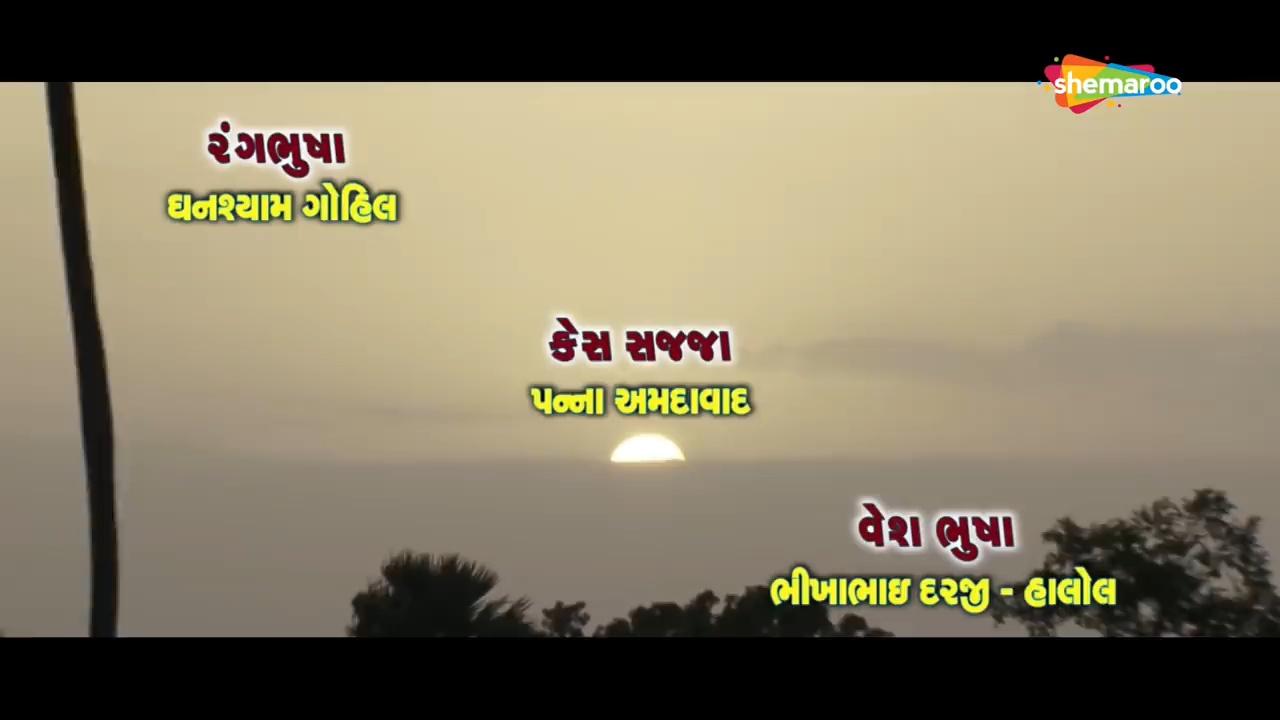 shemaroo
રંગભુષા
ઘનશ્યામ ગોહિલ
કેસ સજજા
પન્ના અમદાવાદ
વેશ ભુષા
ભીખાભાઇ દરજી - હાલોલ